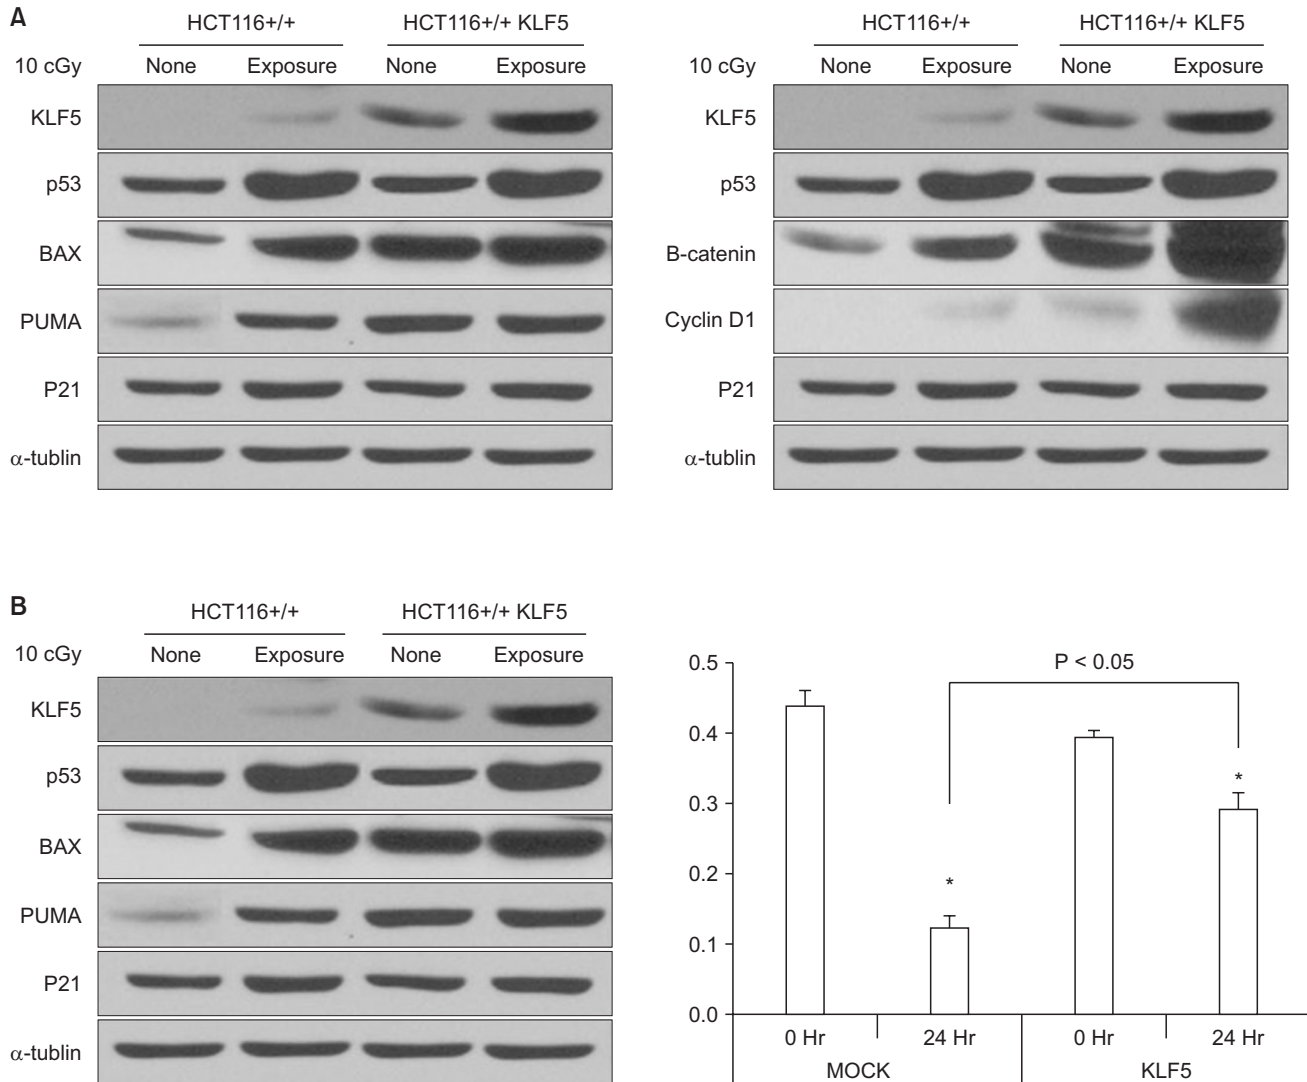 A
HCT116+/+ HCT116+/+ KLF5
10 cGy None Exposure None Exposure
KLF5
p53
BAX
PUMA
P21
α-tublin
HCT116+/+ HCT116+/+ KLF5
10 cGy None Exposure None Exposure
KLF5
p53
B-catenin
Cyclin D1
P21
α-tublin
B
HCT116+/+ HCT116+/+ KLF5
10 cGy None Exposure None Exposure
KLF5
p53
BAX
PUMA
P21
α-tublin
P < 0.05
0.5
0.4
0.3
0.2
0.1
0.0
*
*
0 Hr 24 Hr 0 Hr 24 Hr
MOCK KLF5